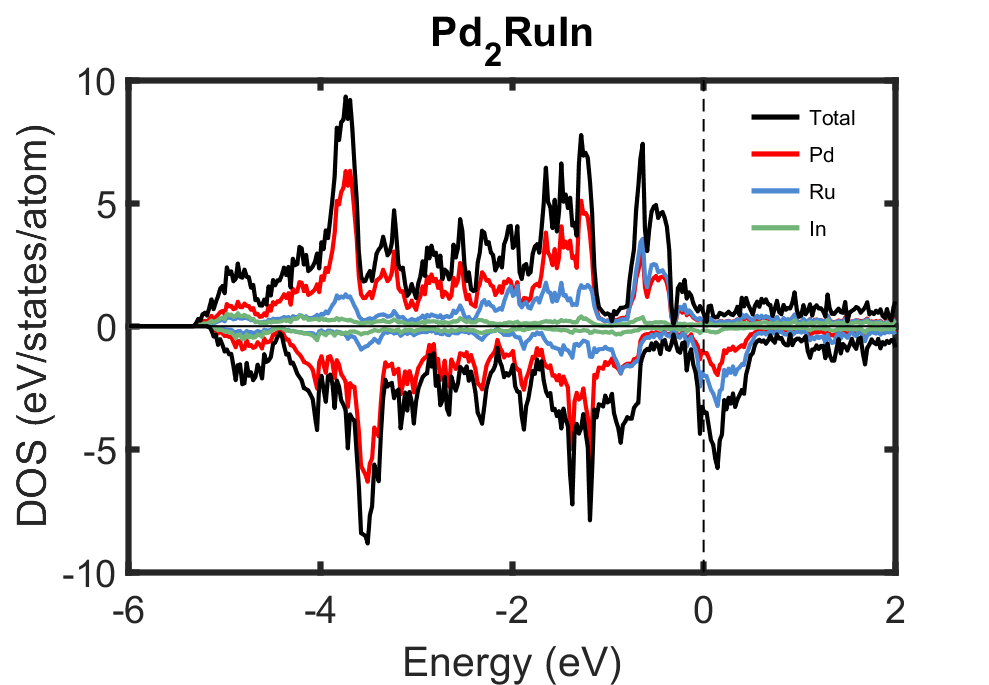 Pd2RuIn
DOS (eV/states/atom)
10
5
0
-5
-10
Total
Pd
Ru
In
-6 -4 -2 0 2
Energy (eV)